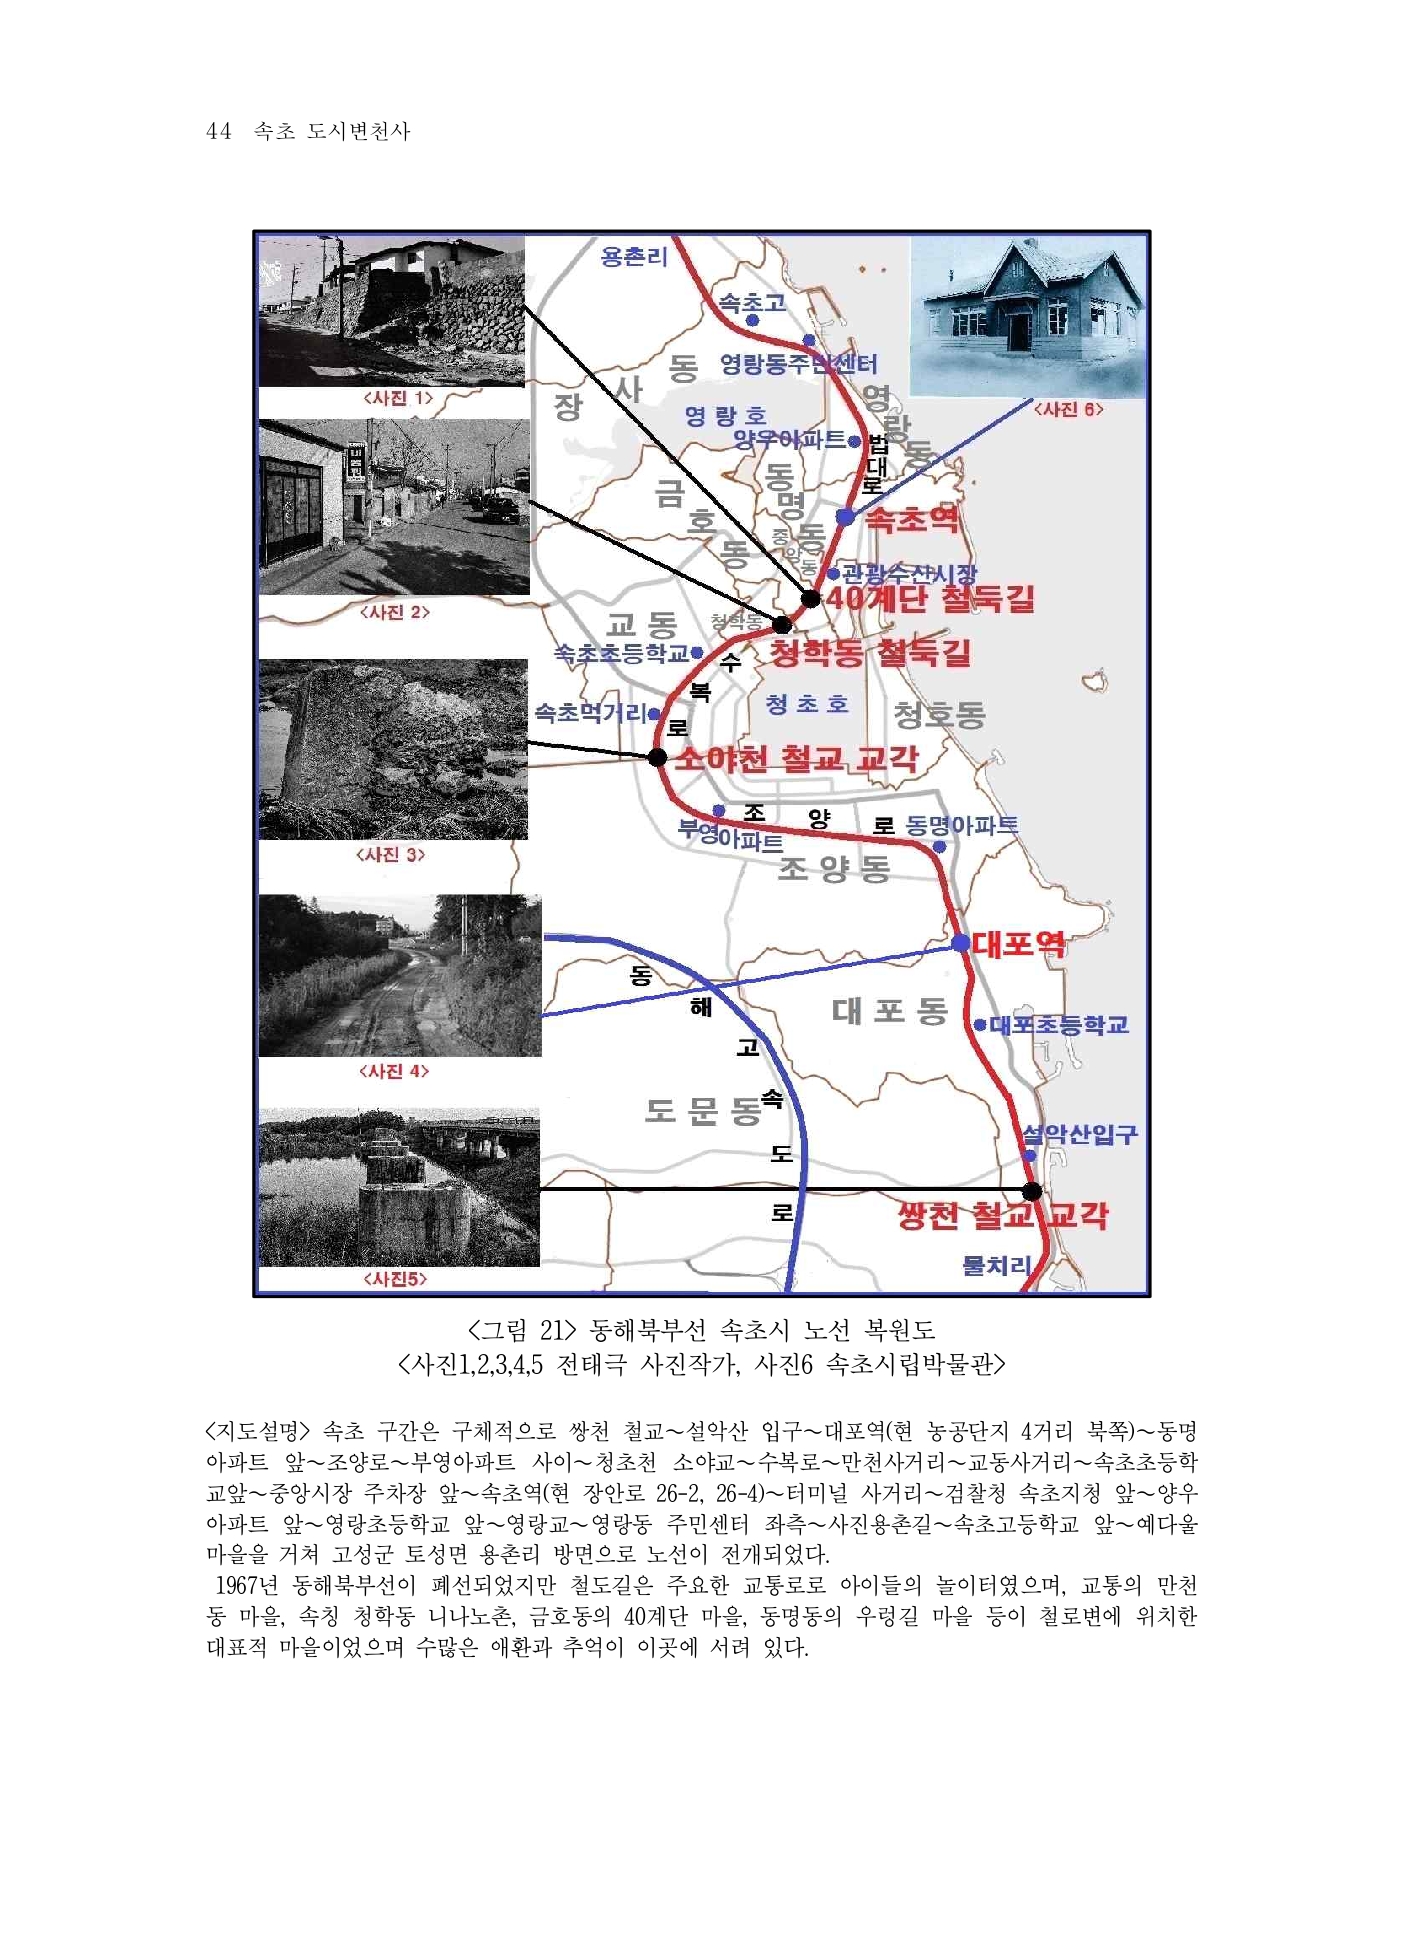 44 속초 도시변천사
용촌리
속초고
영랑동주민센터
<사진 1>
<사진 6>
장 사 동
영 랑 호
영랑동
양우아파트
법대로
금호동
동명동
중앙동
속초역
관광수산시장
40계단 철둑길
<사진 2>
교동
청학동
청학동 철둑길
속초초등학교
수복로
속초먹거리
청 초 호
청호동
소야천 철교 교각
부영아파트
조 양 로
동명아파트
<사진 3>
조 양 동
대포역
동해고속도로
대 포 동
대포초등학교
<사진 4>
도 문 동
설악산입구
쌍천 철교 교각
물치리
<사진5>
<그림 21> 동해북부선 속초시 노선 복원도
<사진1,2,3,4,5 전태극 사진작가, 사진6 속초시립박물관>
<지도설명> 속초 구간은 구체적으로 쌍천 철교~설악산 입구~대포역(현 농공단지 4거리 북쪽)~동명
아파트 앞~조양로~부영아파트 사이~청초천 소야교~수복로~만천사거리~교동사거리~속초초등학
교앞~중앙시장 주차장 앞~속초역(현 장안로 26-2, 26-4)~터미널 사거리~검찰청 속초지청 앞~양우
아파트 앞~영랑초등학교 앞~영랑교~영랑동 주민센터 좌측~사진용촌길~속초고등학교 앞~예다울
마을을 거쳐 고성군 토성면 용촌리 방면으로 노선이 전개되었다.
1967년 동해북부선이 폐선되었지만 철도길은 주요한 교통로로 아이들의 놀이터였으며, 교통의 만천
동 마을, 속칭 청학동 니나노촌, 금호동의 40계단 마을, 동명동의 우렁길 마을 등이 철로변에 위치한
대표적 마을이었으며 수많은 애환과 추억이 이곳에 서려 있다.